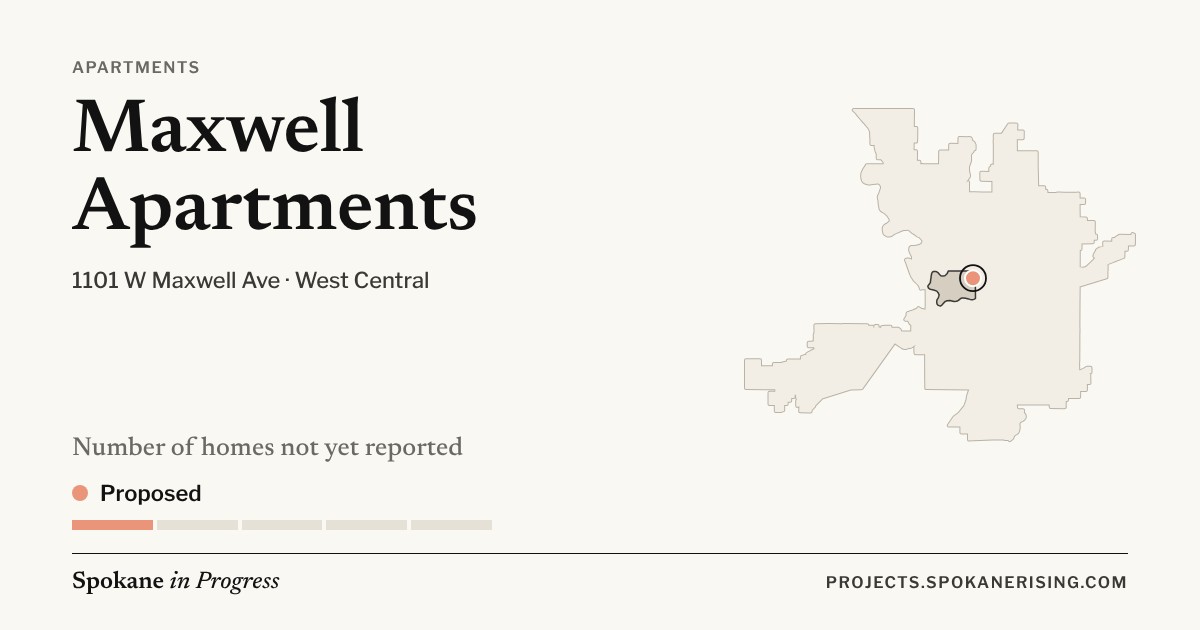 APARTMENTS
Maxwell
Apartments
1101 W Maxwell Ave · West Central
Number of homes not yet reported
Proposed
Spokane in Progress
PROJECTS.SPOKANERISING.COM